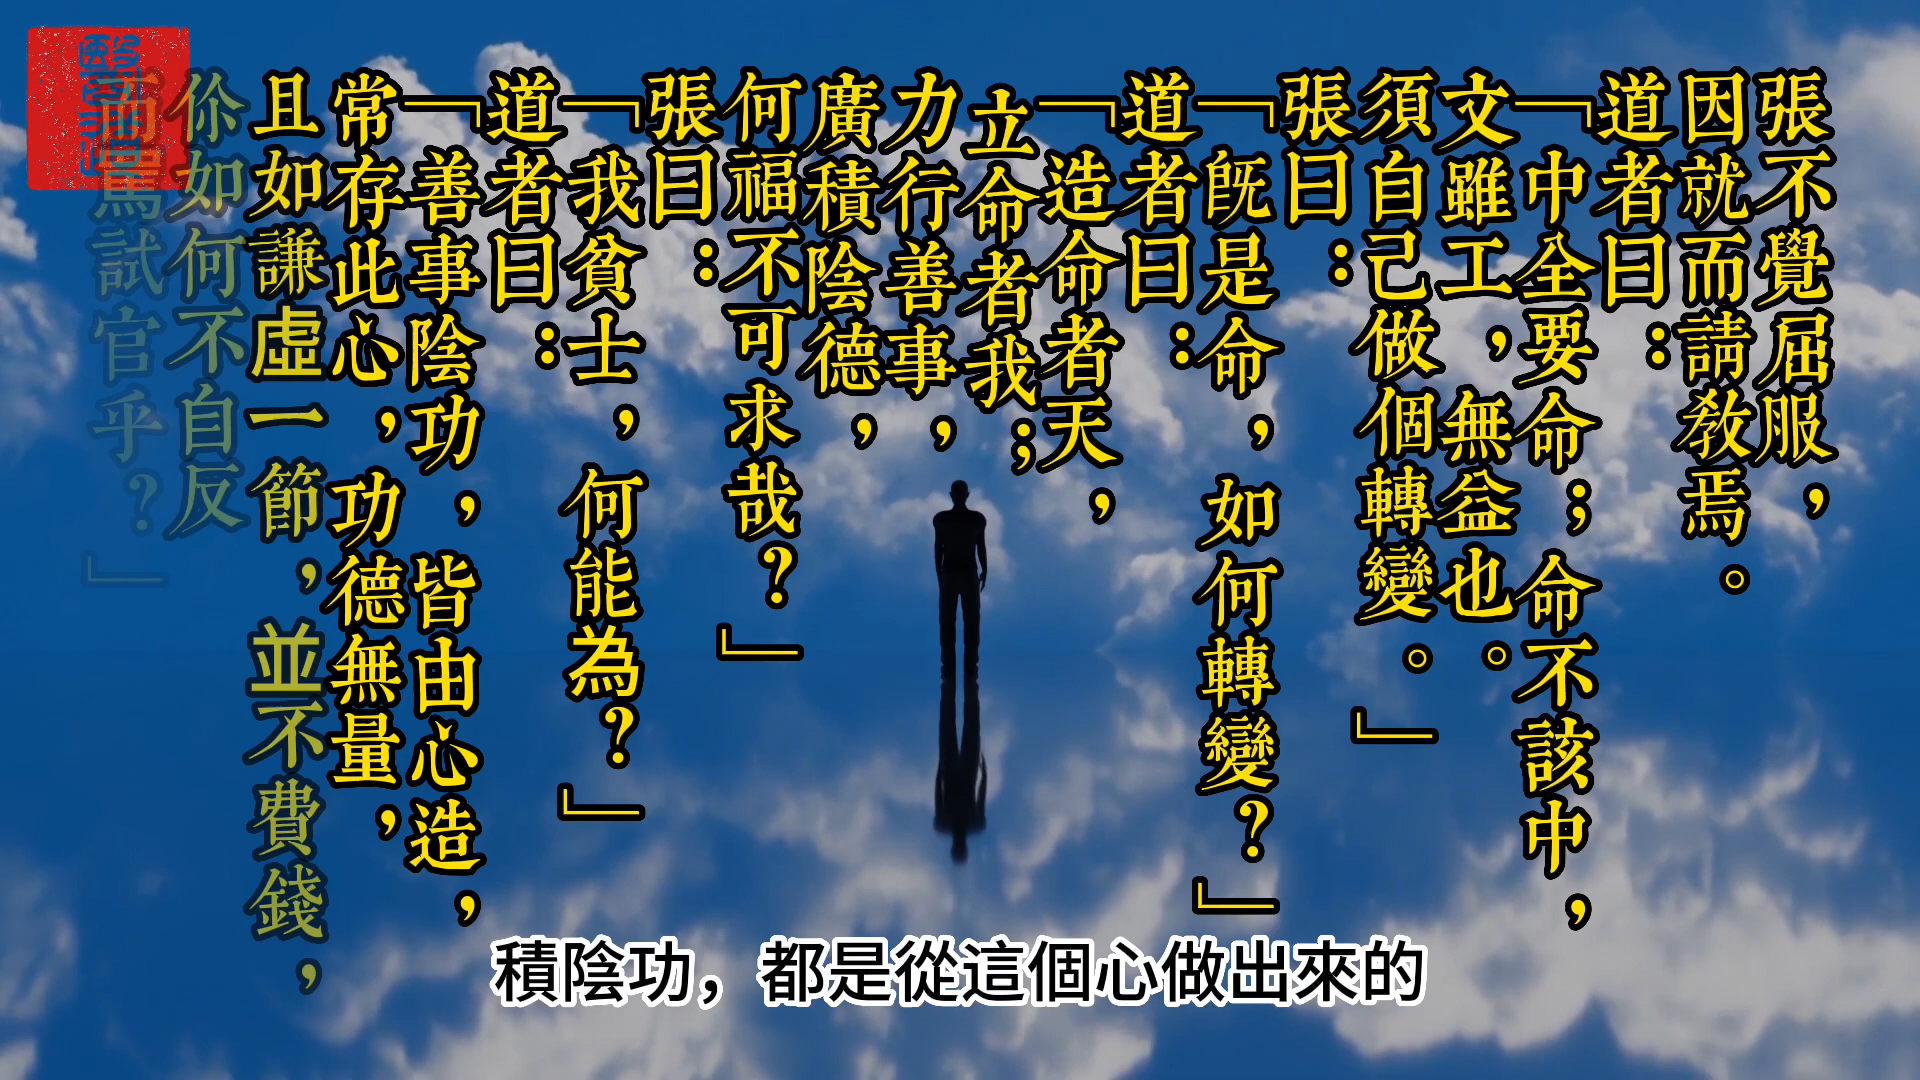 張不覺屈服，
因就而請教焉。
道者曰：
「中全要命；命不該中，
文雖工，無益也。
須自己做個轉變。」
張曰：
「既是命，如何轉變？」
道者曰：
「造命者天，
立命者我；
力行善事，
廣積陰德，
何福不可求哉？」
張曰：
「我貧士，何能為？」
道者曰：
「善事陰功，皆由心造，
常存此心，功德無量，
且如謙虛一節，並不費錢，
你如何不自反
而罵試官乎？」
積陰功，都是從這個心做出來的